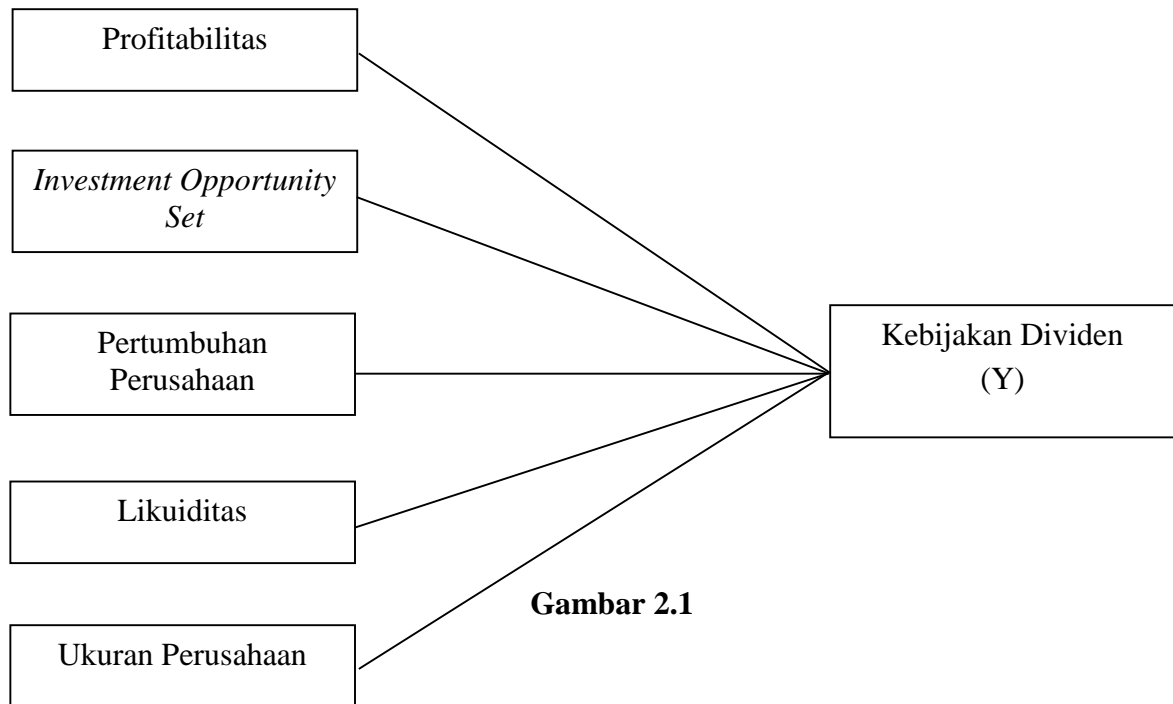 Profitabilitas
Investment Opportunity
Set
Pertumbuhan
Perusahaan
Kebijakan Dividen
(Y)
Likuiditas
Gambar 2.1
Ukuran Perusahaan